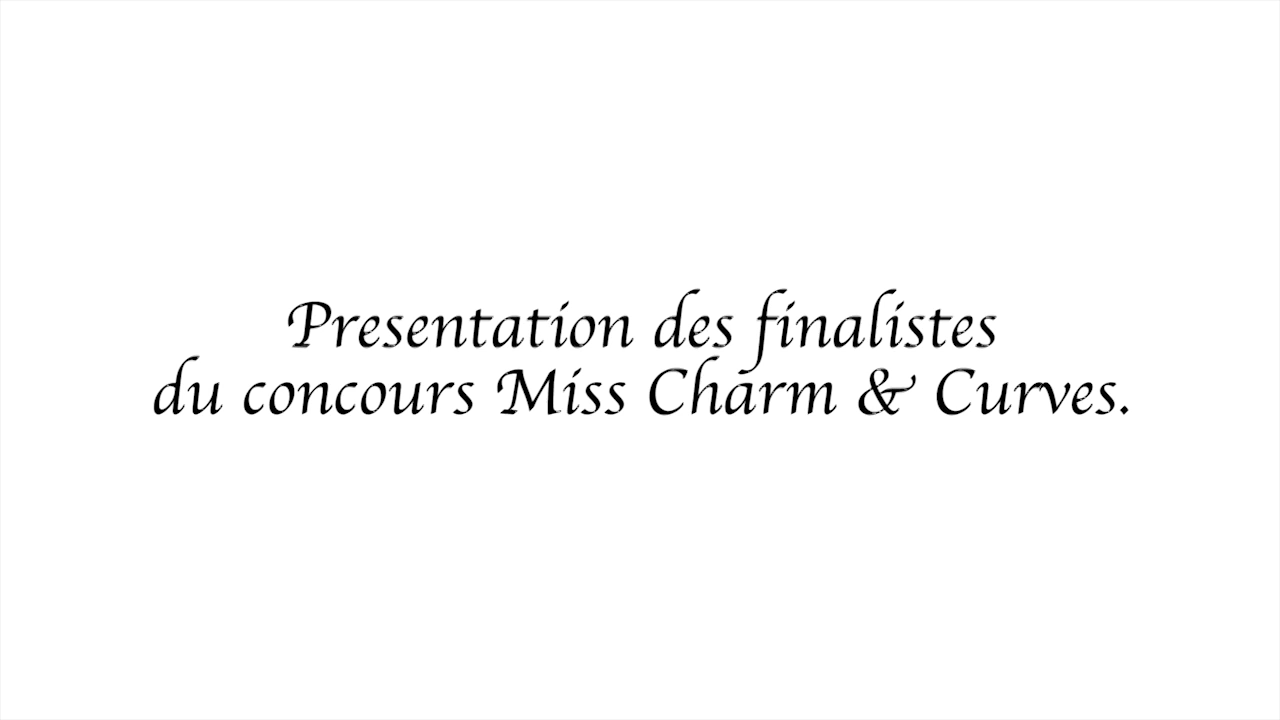 Presentation des finalistes
du concours Miss Charm & Curves.